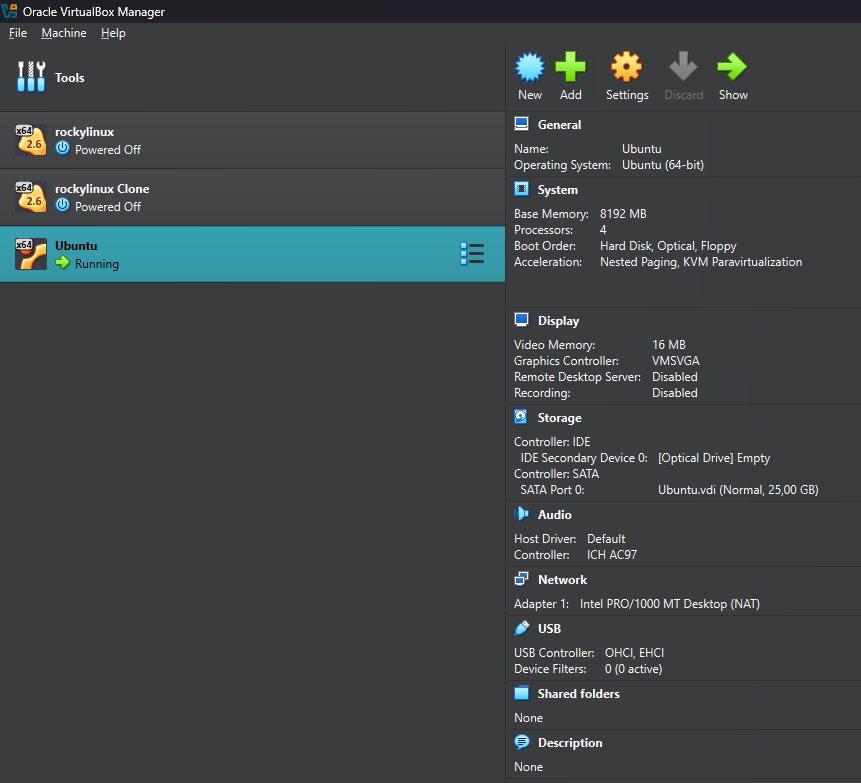 Oracle VirtualBox Manager
File Machine Help
Tools
New Add Settings Discard Show
x64
2.6
rockylinux
Powered Off
x64
2.6
rockylinux Clone
Powered Off
x64
Ubuntu
Running
General
Name: Ubuntu
Operating System: Ubuntu (64-bit)
System
Base Memory: 8192 MB
Processors: 4
Boot Order: Hard Disk, Optical, Floppy
Acceleration: Nested Paging, KVM Paravirtualization
Display
Video Memory: 16 MB
Graphics Controller: VMSVGA
Remote Desktop Server: Disabled
Recording: Disabled
Storage
Controller: IDE
IDE Secondary Device 0: [Optical Drive] Empty
Controller: SATA
SATA Port 0: Ubuntu.vdi (Normal, 25,00 GB)
Audio
Host Driver: Default
Controller: ICH AC97
Network
Adapter 1: Intel PRO/1000 MT Desktop (NAT)
USB
USB Controller: OHCI, EHCI
Device Filters: 0 (0 active)
Shared folders
None
Description
None